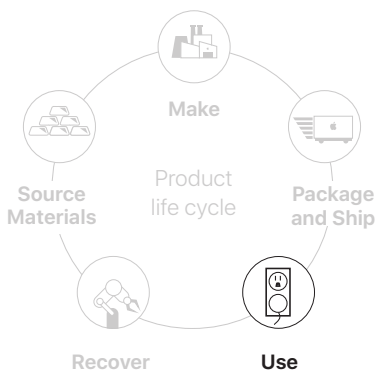 Make
Source
Materials
Product
life cycle
Package
and Ship
Recover
Use